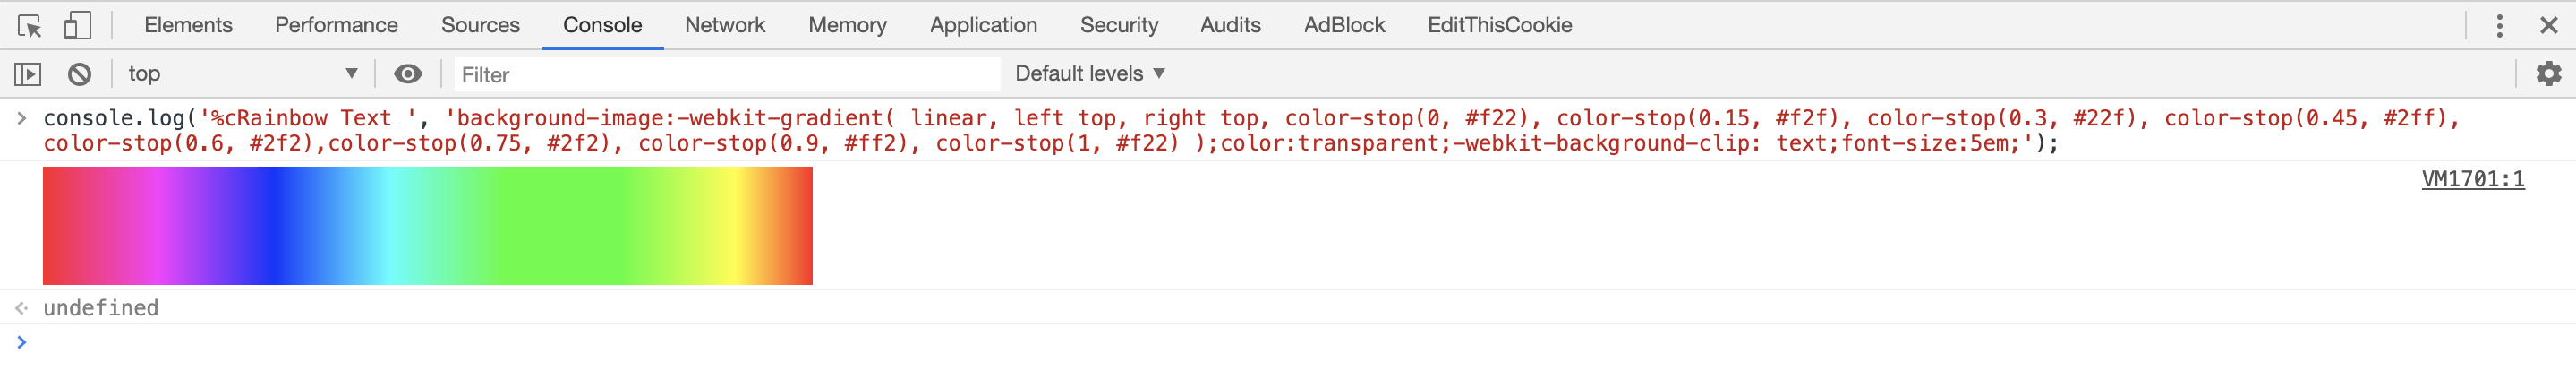 Elements Performance Sources Console Network Memory Application Security Audits AdBlock EditThisCookie
top Filter Default levels
console.log('%cRainbow Text ', 'background-image:-webkit-gradient( linear, left top, right top, color-stop(0, #f22), color-stop(0.15, #f2f), color-stop(0.3, #22f), color-stop(0.45, #2ff),
color-stop(0.6, #2f2),color-stop(0.75, #2f2), color-stop(0.9, #ff2), color-stop(1, #f22) );color:transparent;-webkit-background-clip: text;font-size:5em;');
VM1701:1
undefined